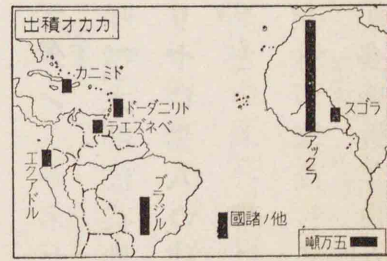 カカオ積出
ドミニカ
トリニダード
ベネズエラ
ラゴス
アックラ
エクアドル
ブラジル
他ノ諸國
五万噸